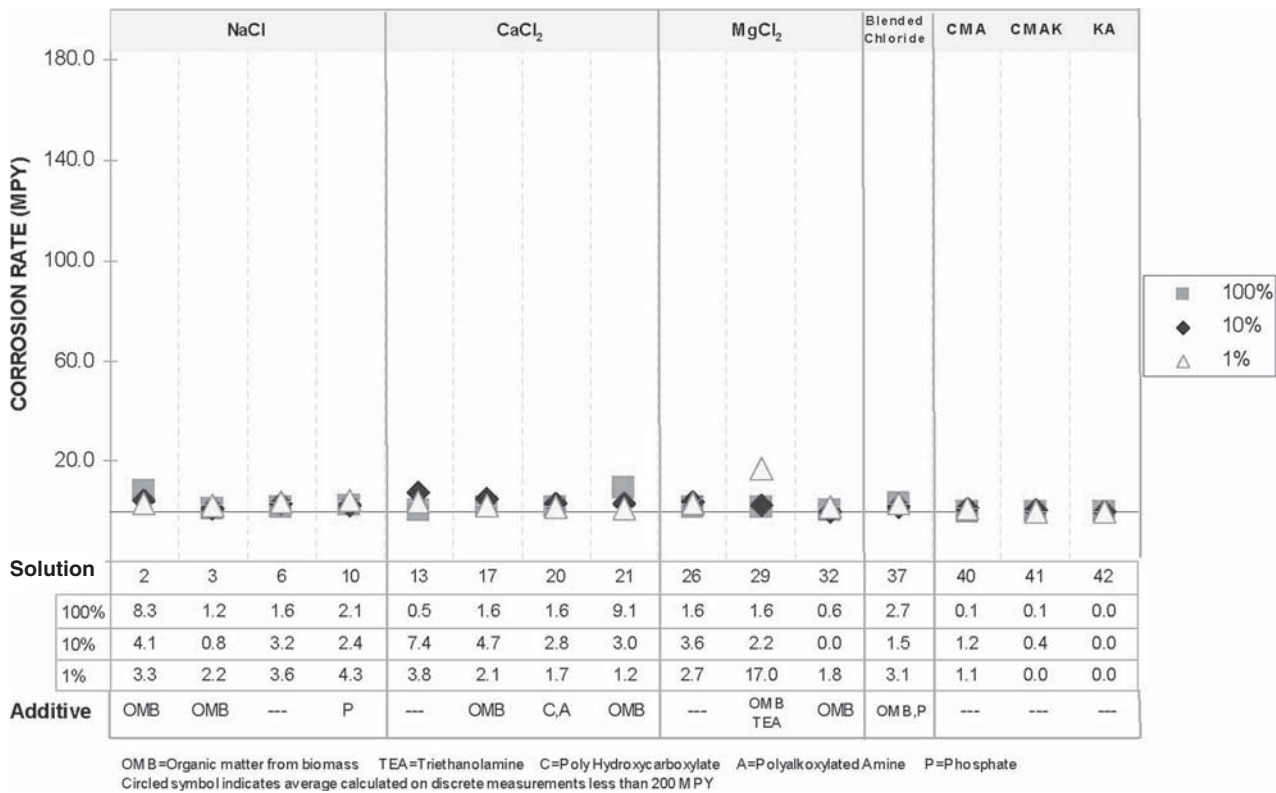 NaCl CaCl2 MgCl2 Blended Chloride CMA CMAK KA
180.0
140.0
100.0
60.0
20.0
CORROSION RATE (MPY)
100%
10%
1%
Solution 2 3 6 10 13 17 20 21 26 29 32 37 40 41 42
100% 8.3 1.2 1.6 2.1 0.5 1.6 1.6 9.1 1.6 1.6 0.6 2.7 0.1 0.1 0.0
10% 4.1 0.8 3.2 2.4 7.4 4.7 2.8 3.0 3.6 2.2 0.0 1.5 1.2 0.4 0.0
1% 3.3 2.2 3.6 4.3 3.8 2.1 1.7 1.2 2.7 17.0 1.8 3.1 1.1 0.0 0.0
Additive OMB OMB --- P --- OMB C,A OMB --- OMB TEA OMB OMB,P --- --- ---
OMB=Organic matter from biomass TEA=Triethanolamine C=Poly Hydroxycarboxylate A=Polyalkoxylated Amine P=Phosphate
Circled symbol indicates average calculated on discrete measurements less than 200 MPY